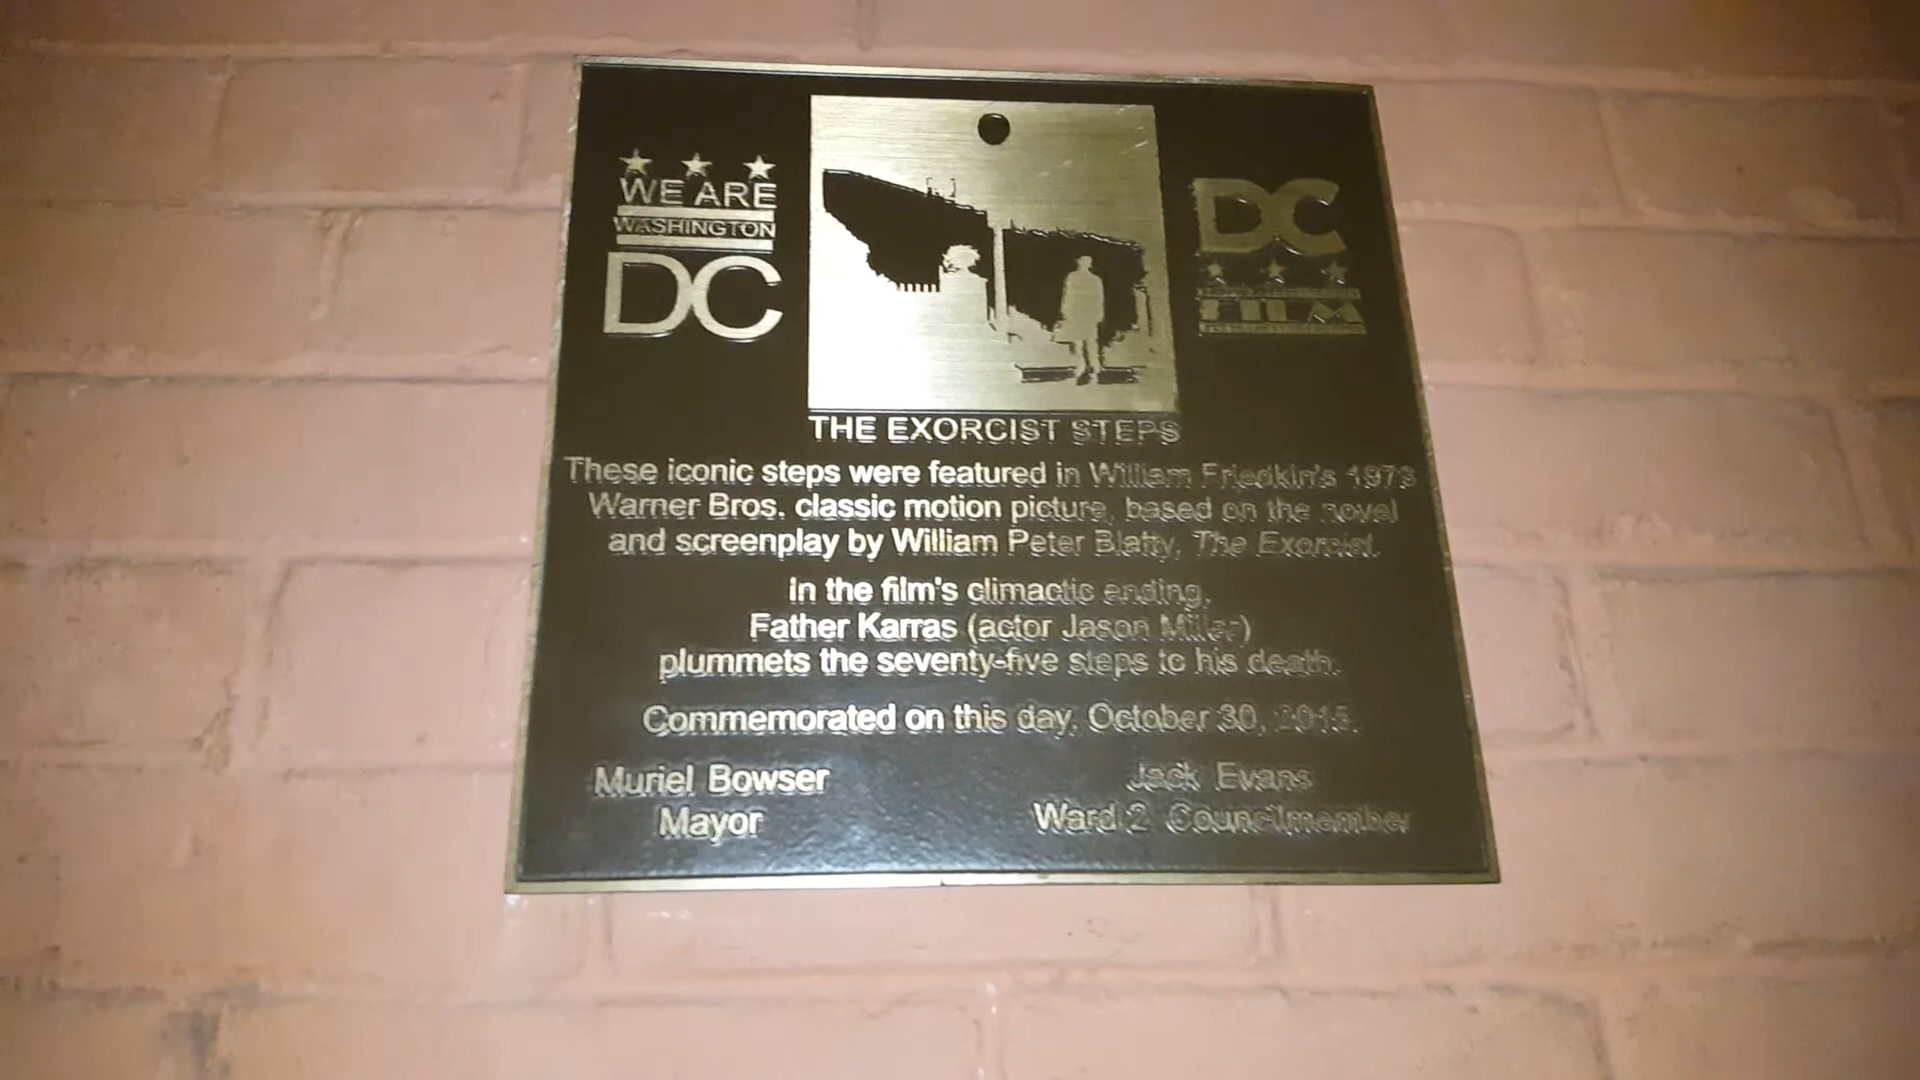 WE ARE
WASHINGTON
DC
DC
FILM
THE EXORCIST STEPS
These iconic steps were featured in William Friedkin's 1973
Warner Bros. classic motion picture, based on the novel
and screenplay by William Peter Blatty, The Exorcist.
In the film's climactic ending,
Father Karras (actor Jason Miller)
plummets the seventy-five steps to his death.
Commemorated on this day, October 30, 2015.
Muriel Bowser
Mayor
Jack Evans
Ward 2 Councilmember